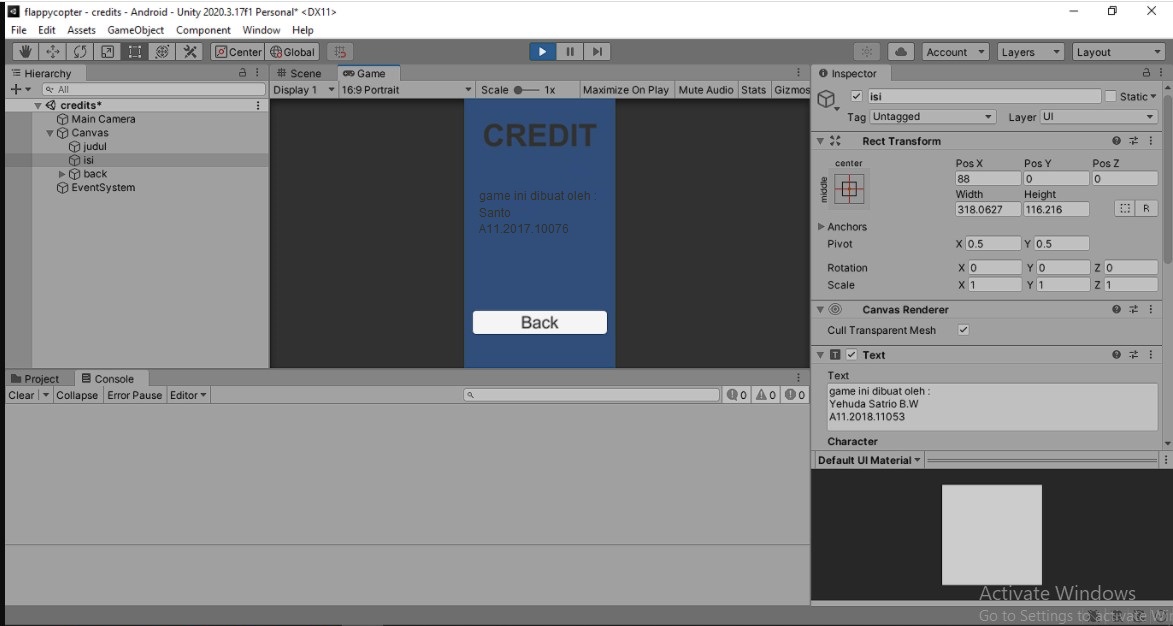 flappycopter - credits - Android - Unity 2020.3.17f1 Personal* <DX11>
File Edit Assets GameObject Component Window Help
Center Global Account Layers Layout
Hierarchy
All
credits*
Main Camera
Canvas
judul
isi
back
EventSystem
Scene Game
Display 1 16:9 Portrait Scale 1x Maximize On Play Mute Audio Stats Gizmos
CREDIT
game ini dibuat oleh :
Santo
A11.2017.10076
Back
Project Console
Clear Collapse Error Pause Editor 0 0 0
Inspector
isi Static
Tag Untagged Layer UI
Rect Transform
center
middle
Pos X Pos Y Pos Z
88 0 0
Width Height
318.0627 116.216 R
Anchors
Pivot X 0.5 Y 0.5
Rotation X 0 Y 0 Z 0
Scale X 1 Y 1 Z 1
Canvas Renderer
Cull Transparent Mesh
T Text
Text
game ini dibuat oleh :
Yehuda Satrio B.W
A11.2018.11053
Character
Default UI Material
Activate Windows
Go to Settings to activate Wi